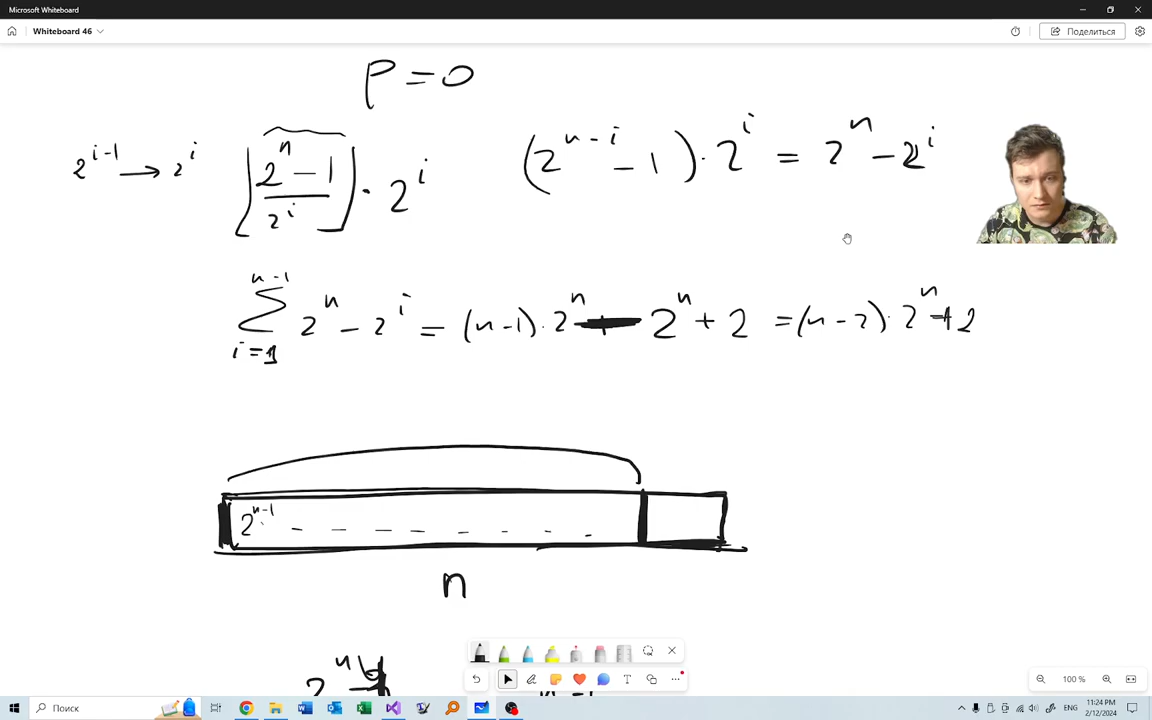 Microsoft Whiteboard
Whiteboard 46
Поделиться
P = 0
2^{i-1} → 2^i ⌊(2^n - 1)/2^i⌋ · 2^i (2^{n-i} - 1) · 2^i = 2^n - 2^i
∑_{i=1}^{n-1} 2^n - 2^i = (n-1) · 2^n - 2^n + 2 = (n-2) · 2^n + 2
2^{n-1} - - - - - - - -
n
2^n
100 %
Поиск
ENG
11:24 PM
2/12/2024